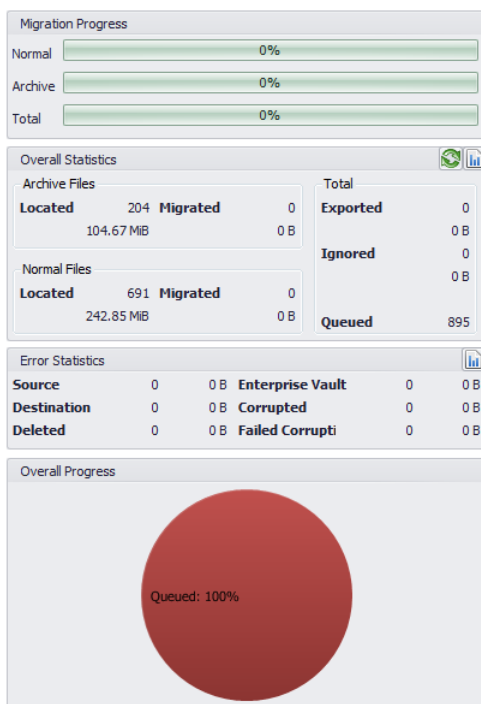 Migration Progress
Normal 0%
Archive 0%
Total 0%
Overall Statistics
Archive Files
Located 204 Migrated 0
104.67 MiB 0 B
Normal Files
Located 691 Migrated 0
242.85 MiB 0 B
Total
Exported 0
0 B
Ignored 0
0 B
Queued 895
Error Statistics
Source 0 0 B Enterprise Vault 0 0 B
Destination 0 0 B Corrupted 0 0 B
Deleted 0 0 B Failed Corrupti 0 0 B
Overall Progress
Queued: 100%